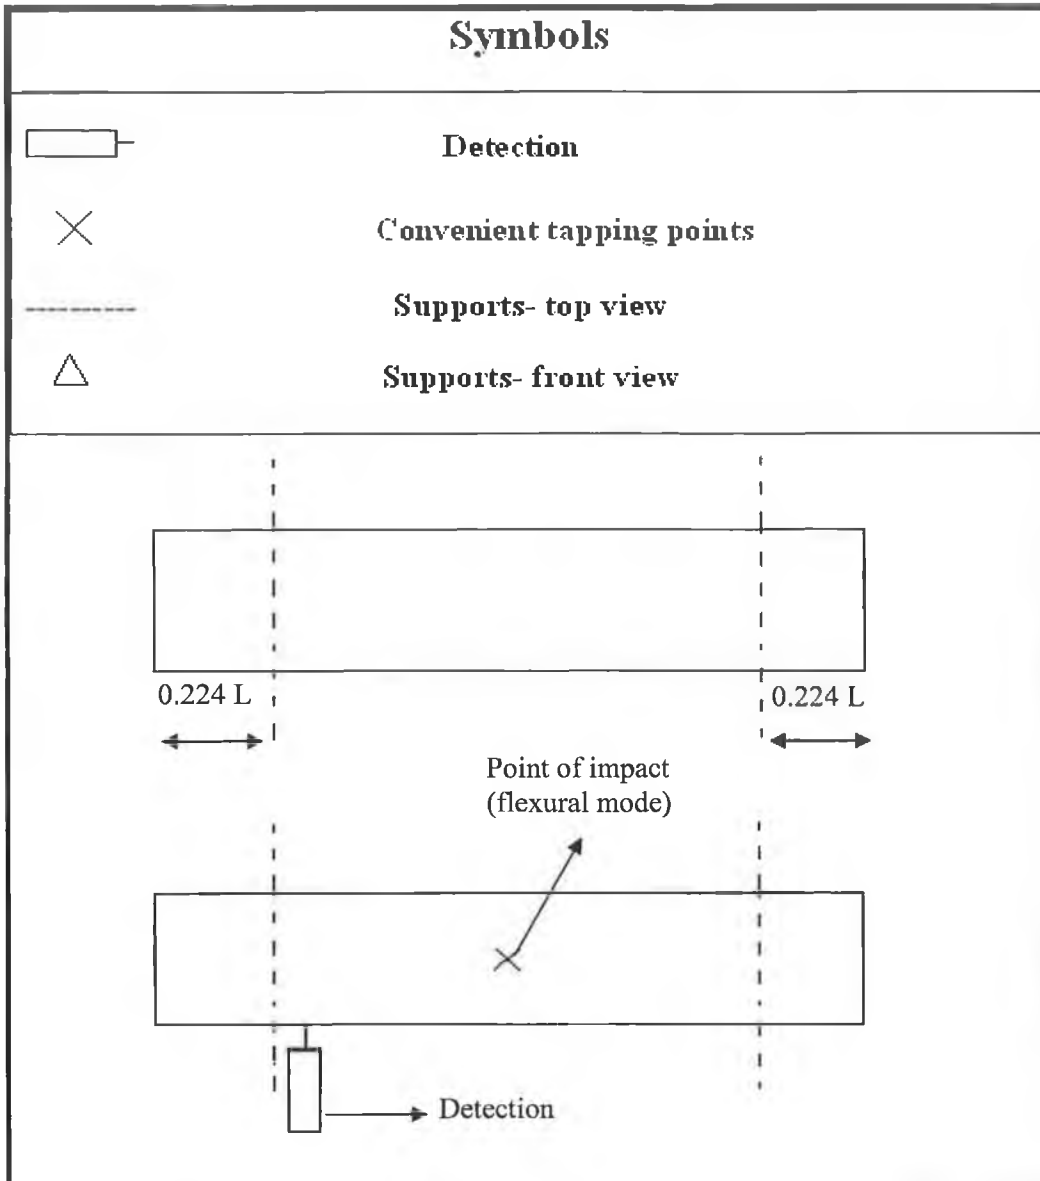 Symbols
Detection
Convenient tapping points
Supports- top view
Supports- front view
0.224 L
0.224 L
Point of impact
(flexural mode)
Detection